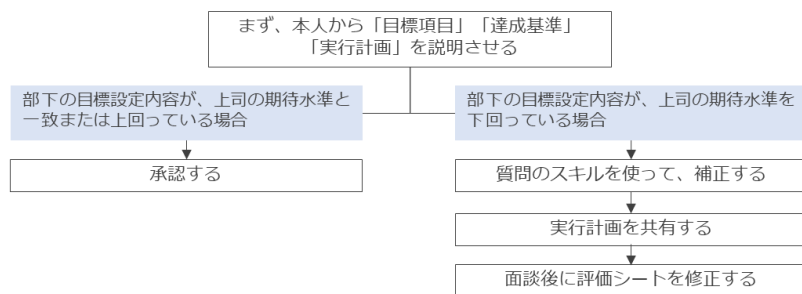 まず、本人から「目標項目」「達成基準」
「実行計画」を説明させる
部下の目標設定内容が、上司の期待水準と
一致または上回っている場合
承認する
部下の目標設定内容が、上司の期待水準を
下回っている場合
質問のスキルを使って、補正する
実行計画を共有する
面談後に評価シートを修正する